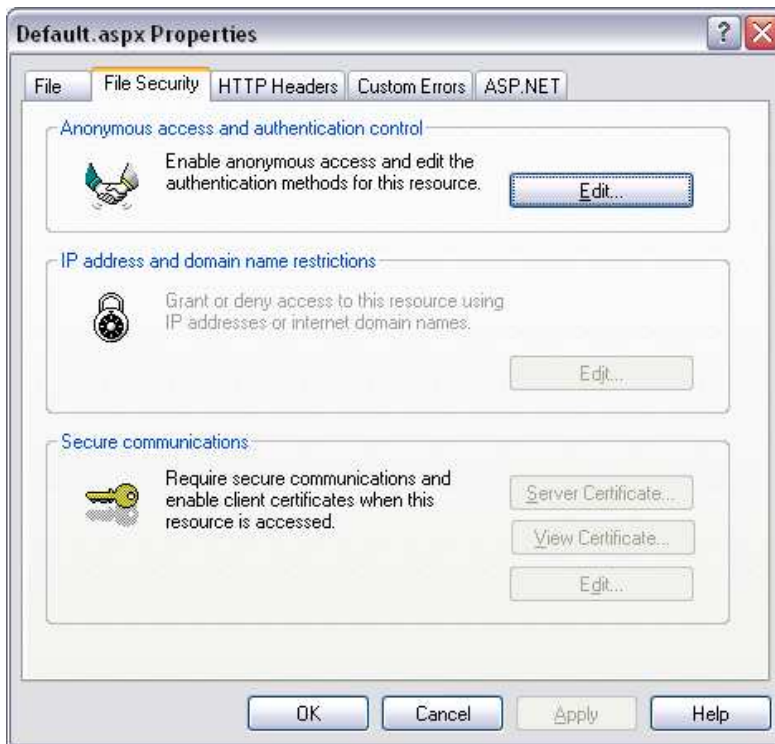 Default.aspx Properties
File File Security HTTP Headers Custom Errors ASP.NET
Anonymous access and authentication control
Enable anonymous access and edit the
authentication methods for this resource.
Edit...
IP address and domain name restrictions
Grant or deny access to this resource using
IP addresses or internet domain names.
Edit...
Secure communications
Require secure communications and
enable client certificates when this
resource is accessed.
Server Certificate...
View Certificate...
Edit...
OK Cancel Apply Help